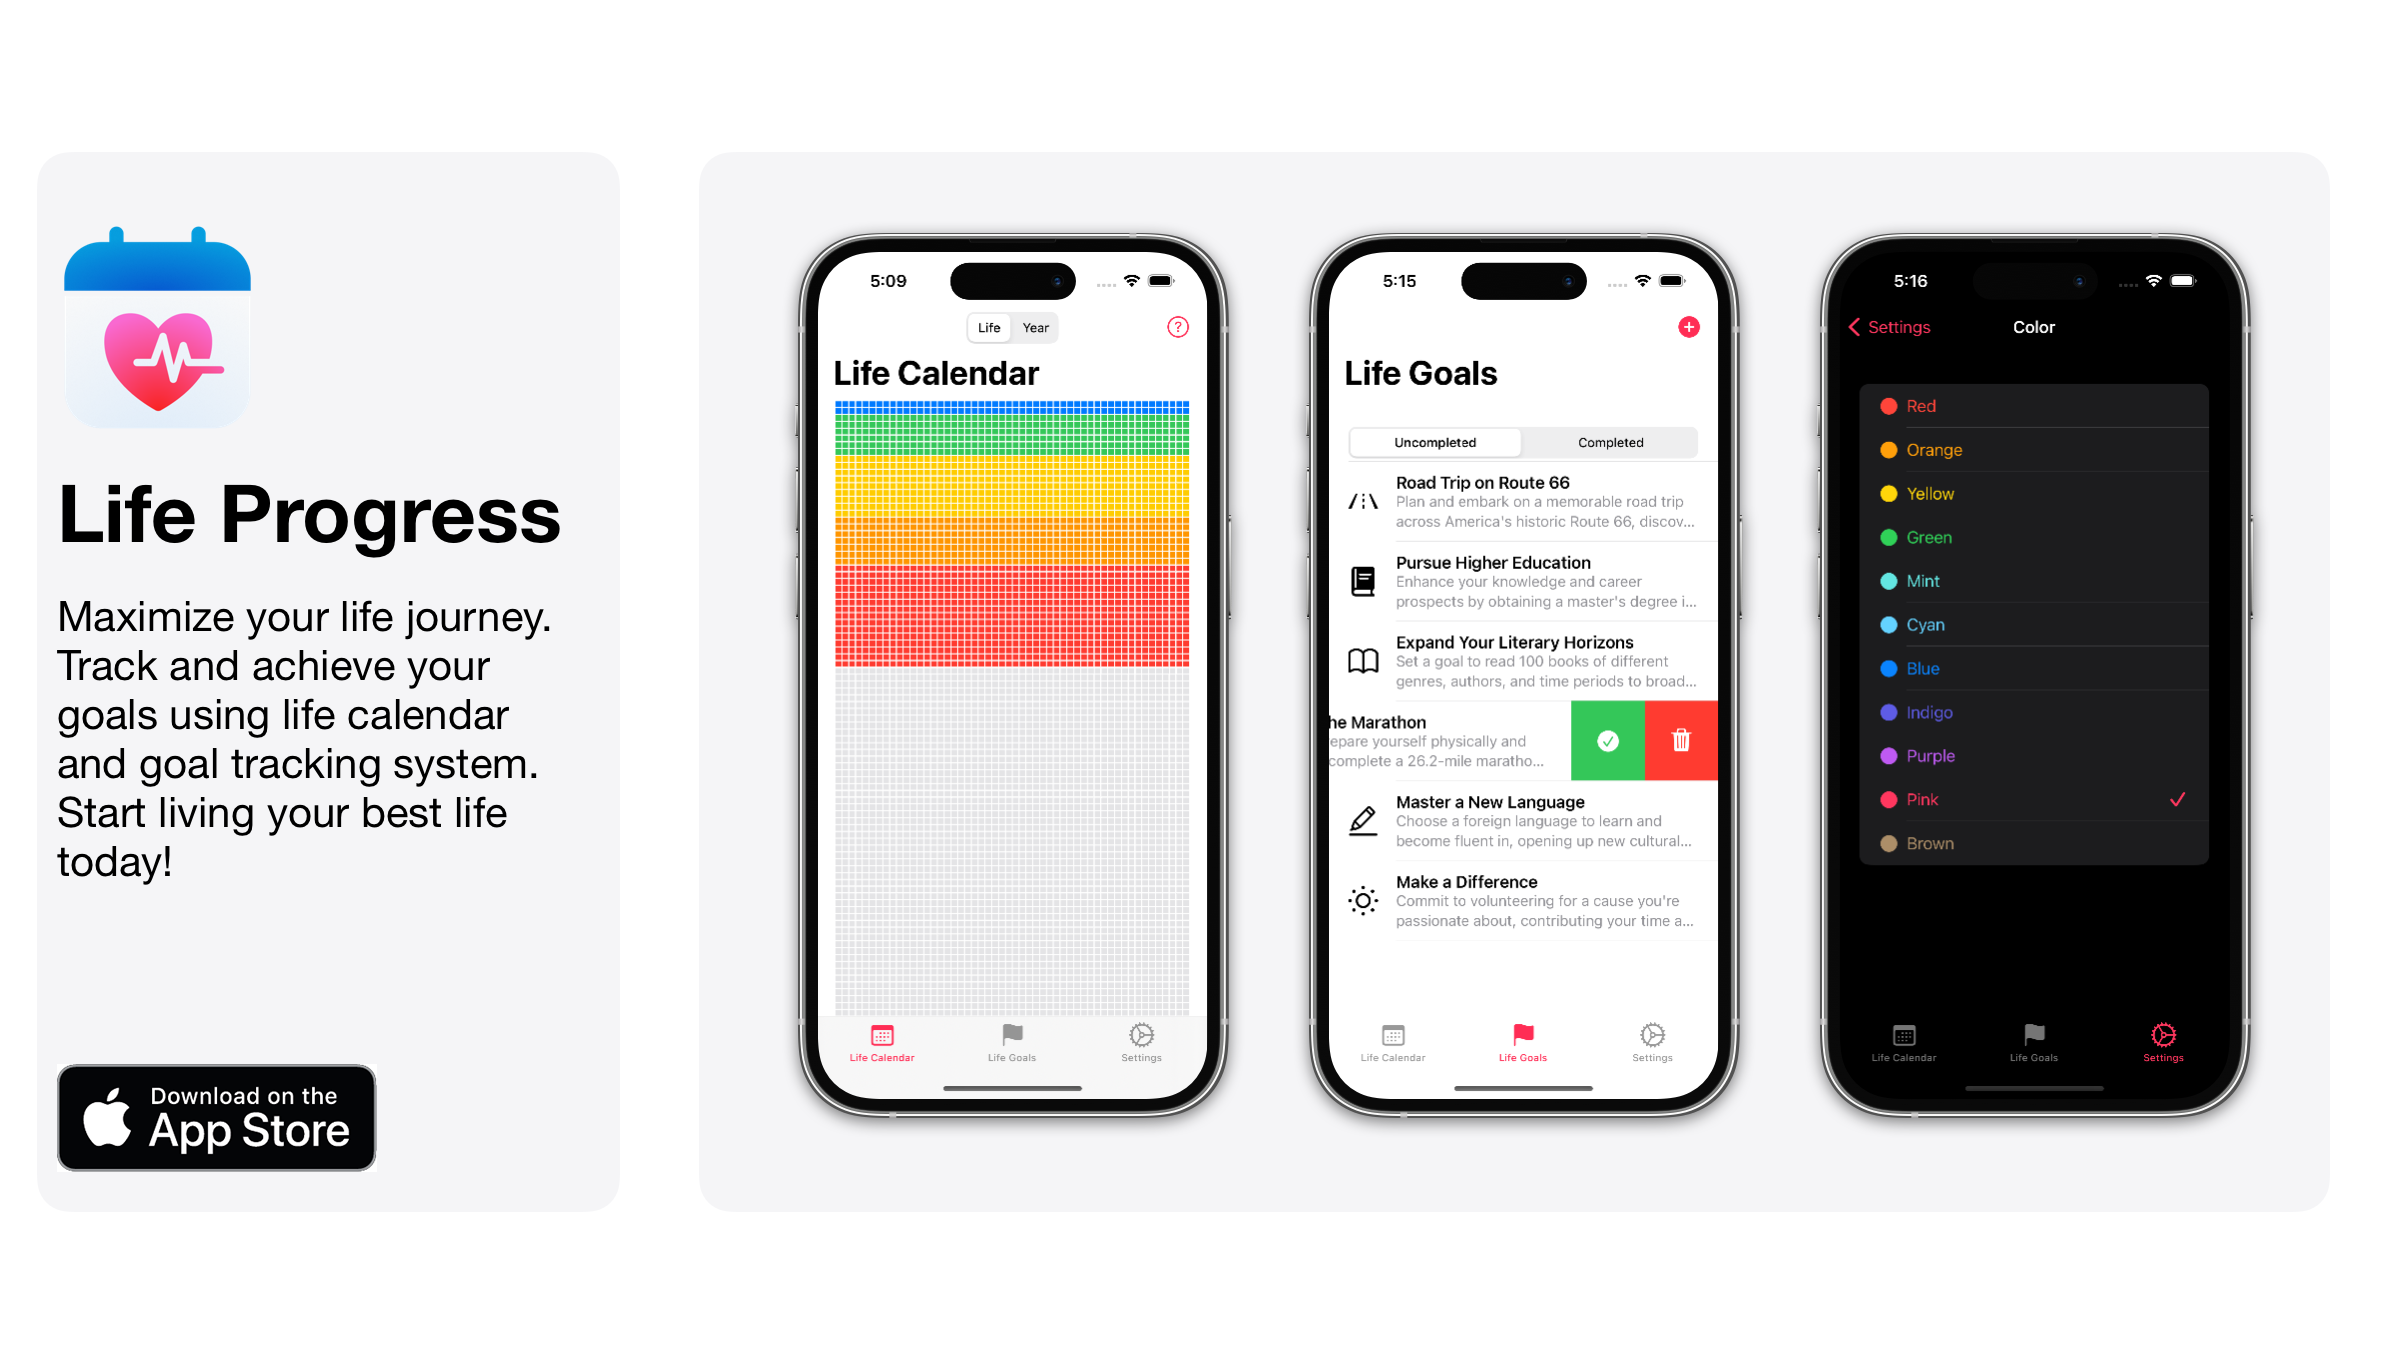 Life Progress
Maximize your life journey.
Track and achieve your
goals using life calendar
and goal tracking system.
Start living your best life
today!
Download on the
App Store
5:09
Life Year
?
Life Calendar
Life Calendar Life Goals Settings
5:15
Life Goals
Uncompleted Completed
Road Trip on Route 66
Plan and embark on a memorable road trip
across America's historic Route 66, discov...
Pursue Higher Education
Enhance your knowledge and career
prospects by obtaining a master's degree i...
Expand Your Literary Horizons
Set a goal to read 100 books of different
genres, authors, and time periods to broad...
he Marathon
epare yourself physically and
complete a 26.2-mile maratho...
Master a New Language
Choose a foreign language to learn and
become fluent in, opening up new cultural...
Make a Difference
Commit to volunteering for a cause you're
passionate about, contributing your time a...
Life Calendar Life Goals Settings
5:16
Settings Color
Red
Orange
Yellow
Green
Mint
Cyan
Blue
Indigo
Purple
Pink
Brown
Life Calendar Life Goals Settings